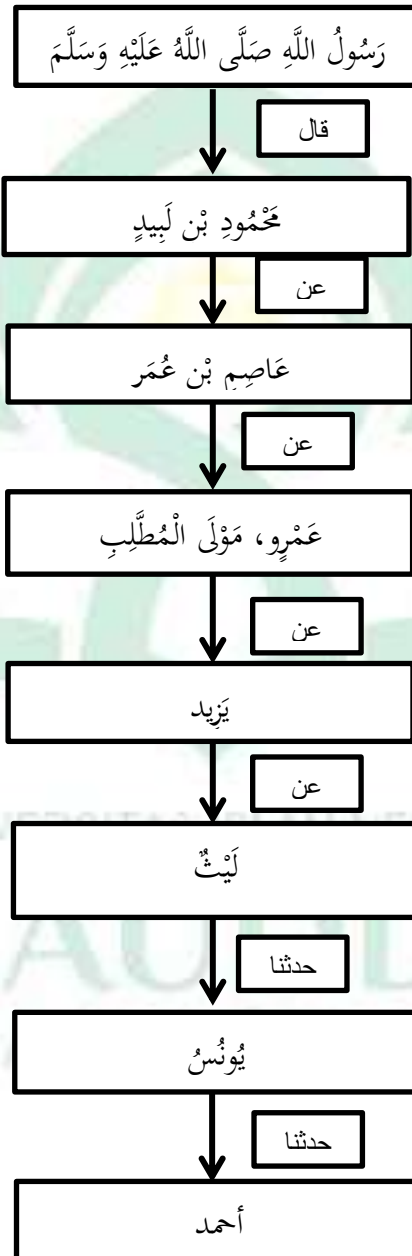 رَسُولُ اللَّهِ صَلَّى اللَّهُ عَلَيْهِ وَسَلَّمَ
قال
مَحْمُودِ بْن لَبِيدٍ
عن
عَاصِمِ بْن عُمَر
عن
عَمْرٍو، مَوْلَى الْمُطَّلِبِ
عن
يَزِيد
عن
لَيْثٌ
حدثنا
يُونُسُ
حدثنا
أحمد